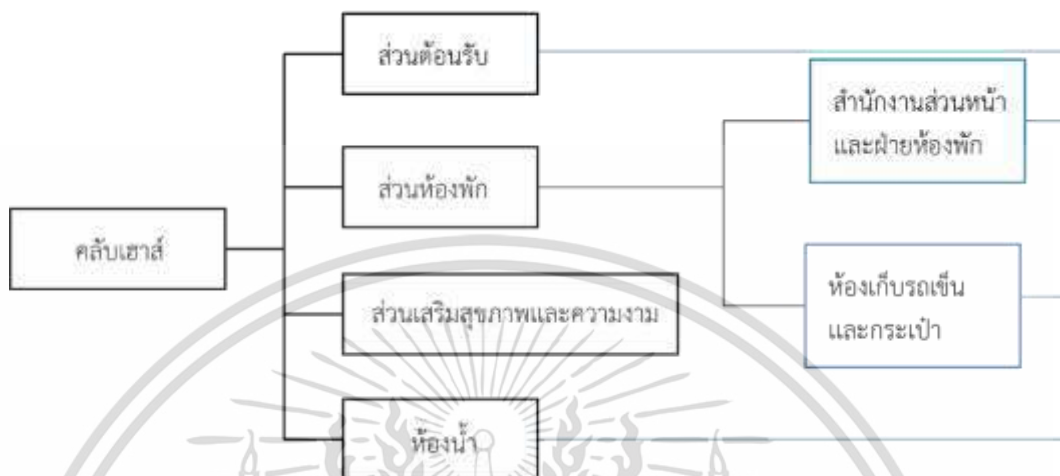 คลับเฮาส์
ส่วนต้อนรับ
ส่วนห้องพัก
สำนักงานส่วนหน้า
และฝ่ายห้องพัก
ห้องเก็บรถเข็น
และกระเป๋า
ส่วนเสริมสุขภาพและความงาม
ห้องน้ำ